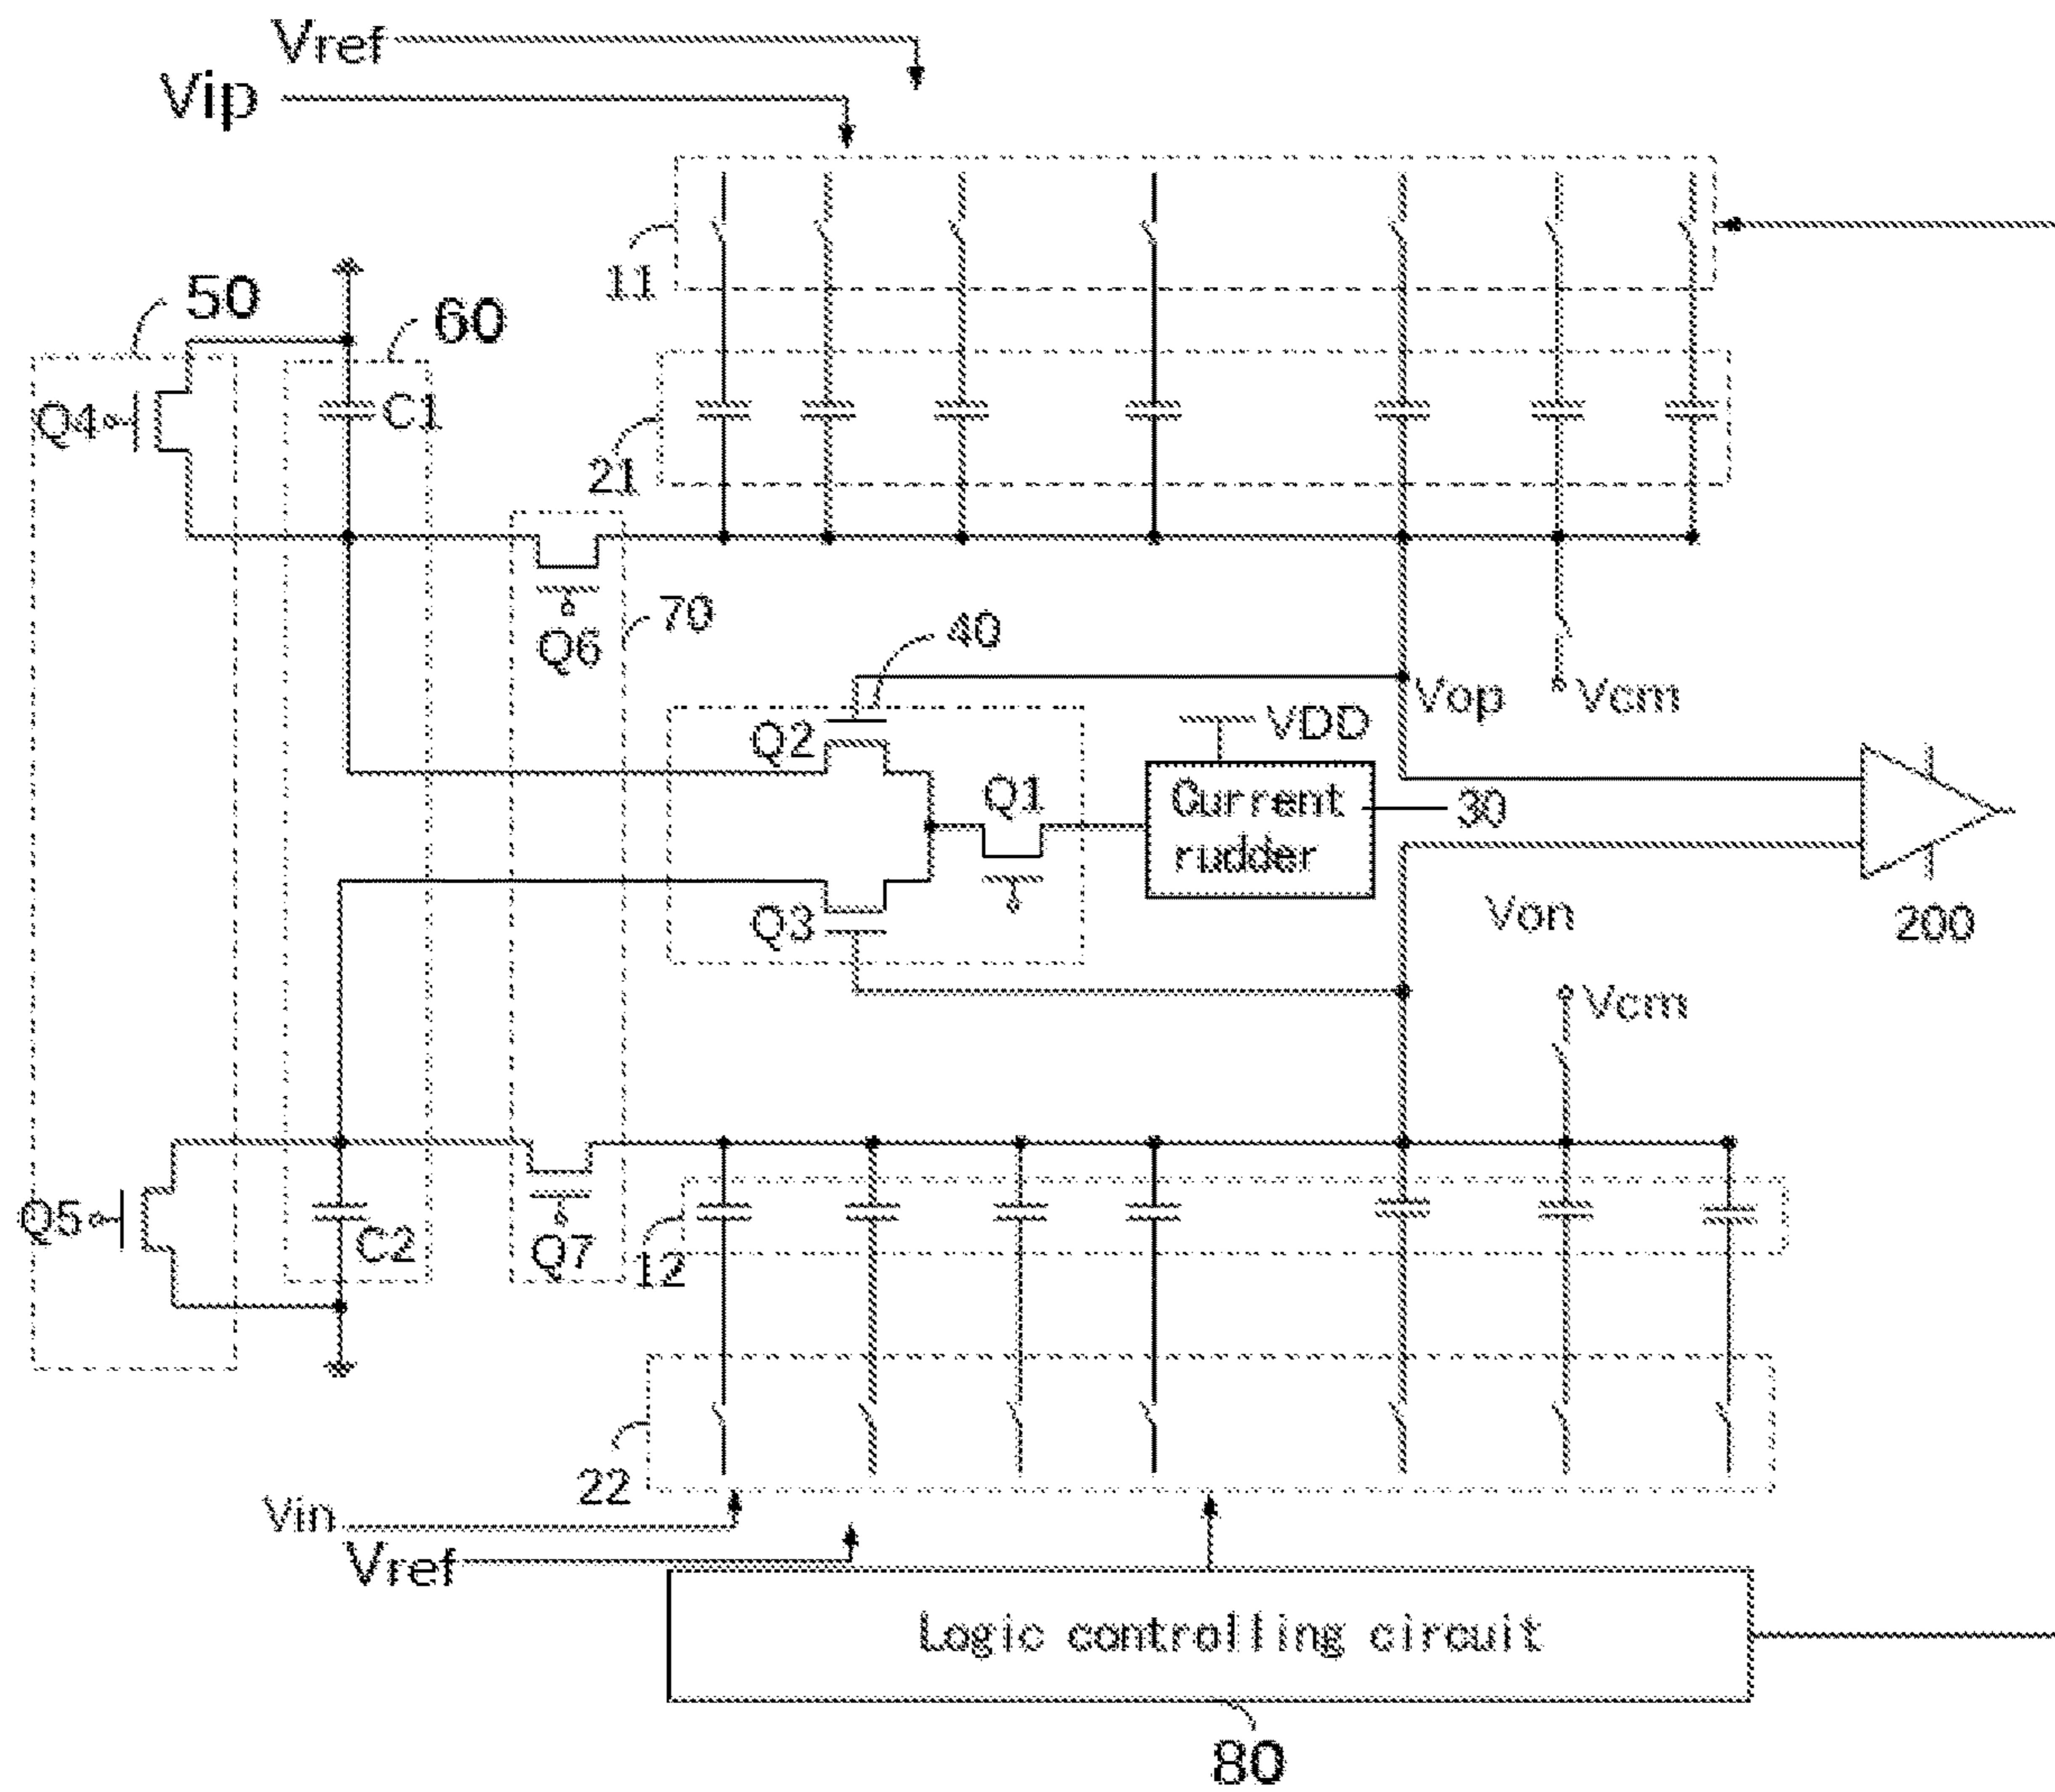 Vref
Vip
11
50
60
Q4
C1
21
Q6
70
40
Vop
Vcm
Q2
VDD
Q1
Current
rudder
30
Q3
Von
200
Vcm
Q5
C2
Q7
12
22
Vin
Vref
Logic controlling circuit
80